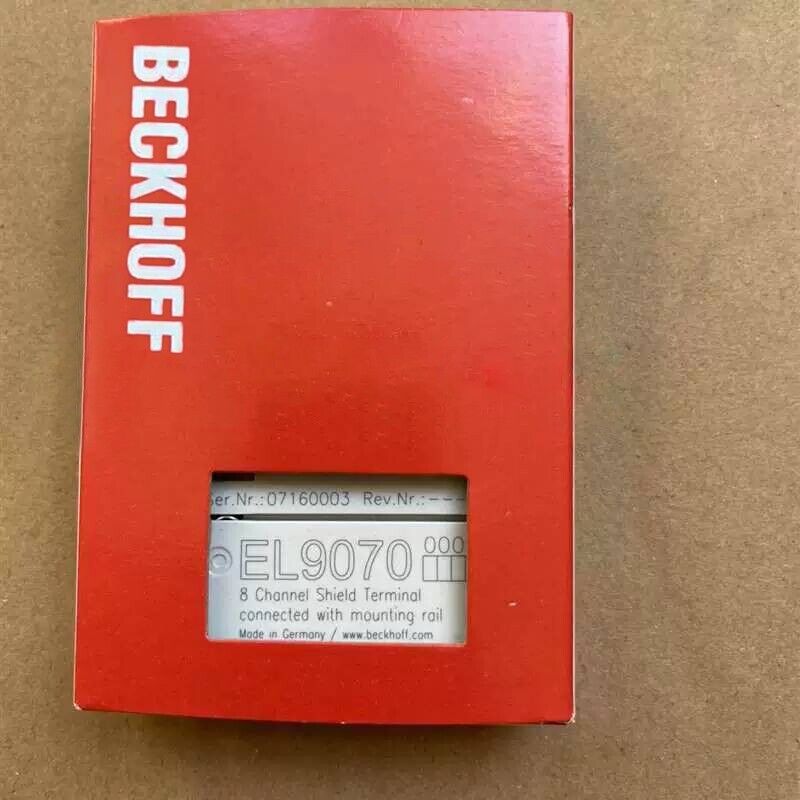 BECKHOFF
Ser.Nr.:07160003 Rev.Nr.:---
EL9070
8 Channel Shield Terminal
connected with mounting rail
Made in Germany / www.beckhoff.com